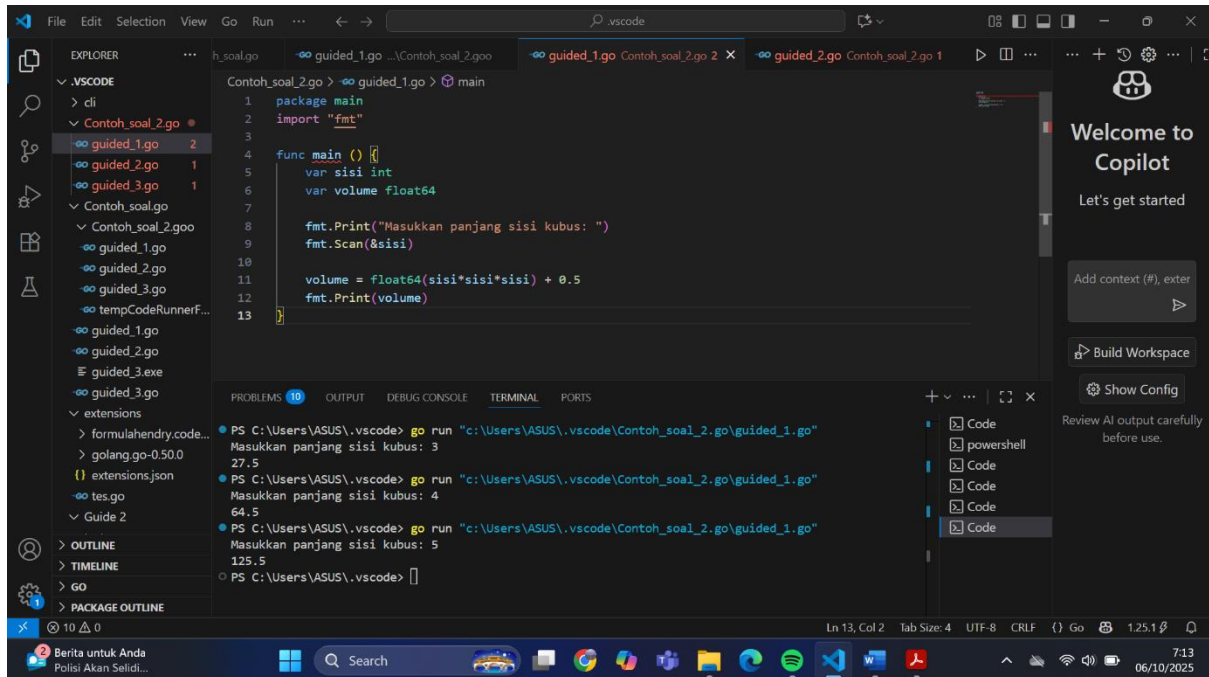 File Edit Selection View Go Run ...
.vscode
EXPLORER
.VSCODE
cli
Contoh_soal_2.go
guided_1.go 2
guided_2.go 1
guided_3.go 1
Contoh_soal.go
Contoh_soal_2.goo
guided_1.go
guided_2.go
guided_3.go
tempCodeRunnerF...
guided_1.go
guided_2.go
guided_3.exe
guided_3.go
extensions
formulahendry.code...
golang.go-0.50.0
extensions.json
tes.go
Guide 2
OUTLINE
TIMELINE
GO
PACKAGE OUTLINE
h_soal.go guided_1.go ...\Contoh_soal_2.goo guided_1.go Contoh_soal_2.go 2 guided_2.go Contoh_soal_2.go 1
Contoh_soal_2.go > guided_1.go > main
1 package main
2 import "fmt"
3
4 func main () {
5 var sisi int
6 var volume float64
7
8 fmt.Print("Masukkan panjang sisi kubus: ")
9 fmt.Scan(&sisi)
10
11 volume = float64(sisi*sisi*sisi) + 0.5
12 fmt.Print(volume)
13 }
PROBLEMS 10 OUTPUT DEBUG CONSOLE TERMINAL PORTS
PS C:\Users\ASUS\.vscode> go run "c:\Users\ASUS\.vscode\Contoh_soal_2.go\guided_1.go"
Masukkan panjang sisi kubus: 3
27.5
PS C:\Users\ASUS\.vscode> go run "c:\Users\ASUS\.vscode\Contoh_soal_2.go\guided_1.go"
Masukkan panjang sisi kubus: 4
64.5
PS C:\Users\ASUS\.vscode> go run "c:\Users\ASUS\.vscode\Contoh_soal_2.go\guided_1.go"
Masukkan panjang sisi kubus: 5
125.5
PS C:\Users\ASUS\.vscode>
Code
powershell
Code
Code
Code
Code
Welcome to
Copilot
Let's get started
Add context (#), exter
Build Workspace
Show Config
Review AI output carefully
before use.
10 0 Ln 13, Col 2 Tab Size: 4 UTF-8 CRLF {} Go 1.25.1
2 Berita untuk Anda
Polisi Akan Selidi...
Search
7:13
06/10/2025